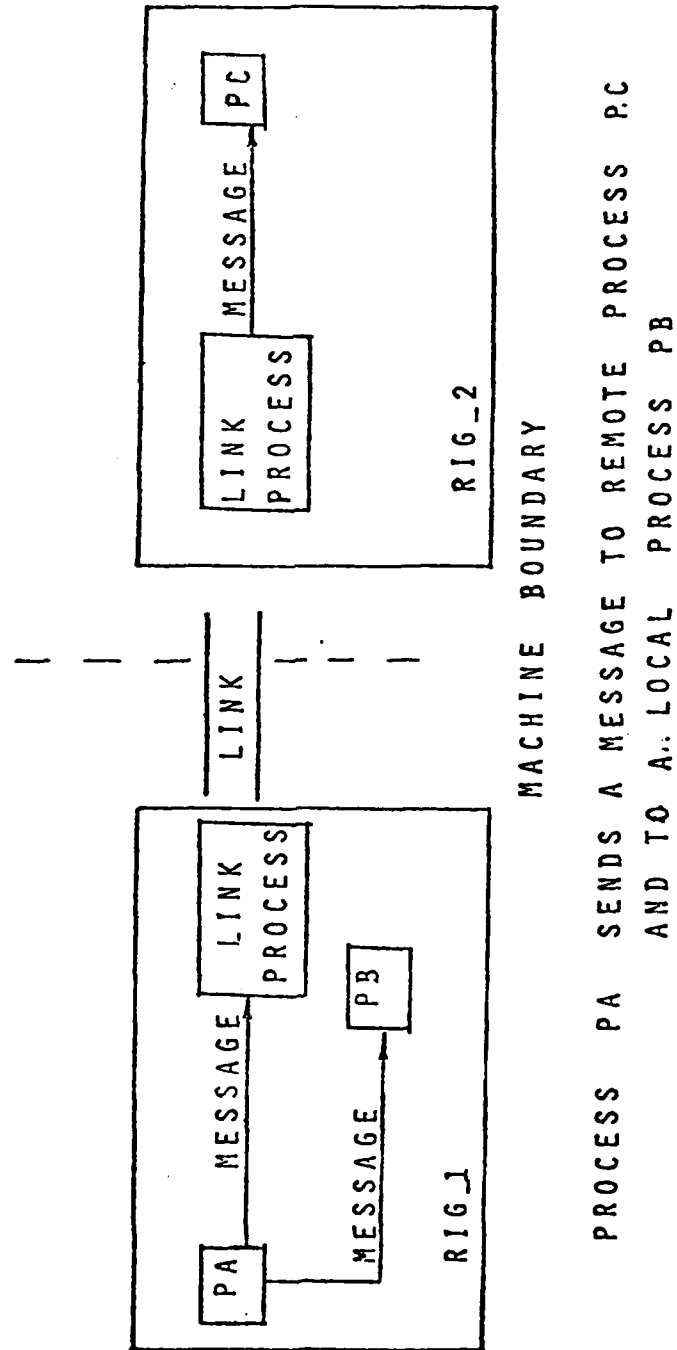 PA
MESSAGE
LINK
PROCESS
MESSAGE
PB
RIG_1
LINK
LINK
PROCESS
MESSAGE
PC
RIG_2
MACHINE BOUNDARY
PROCESS PA SENDS A MESSAGE TO REMOTE PROCESS P.C
AND TO A.. LOCAL PROCESS PB